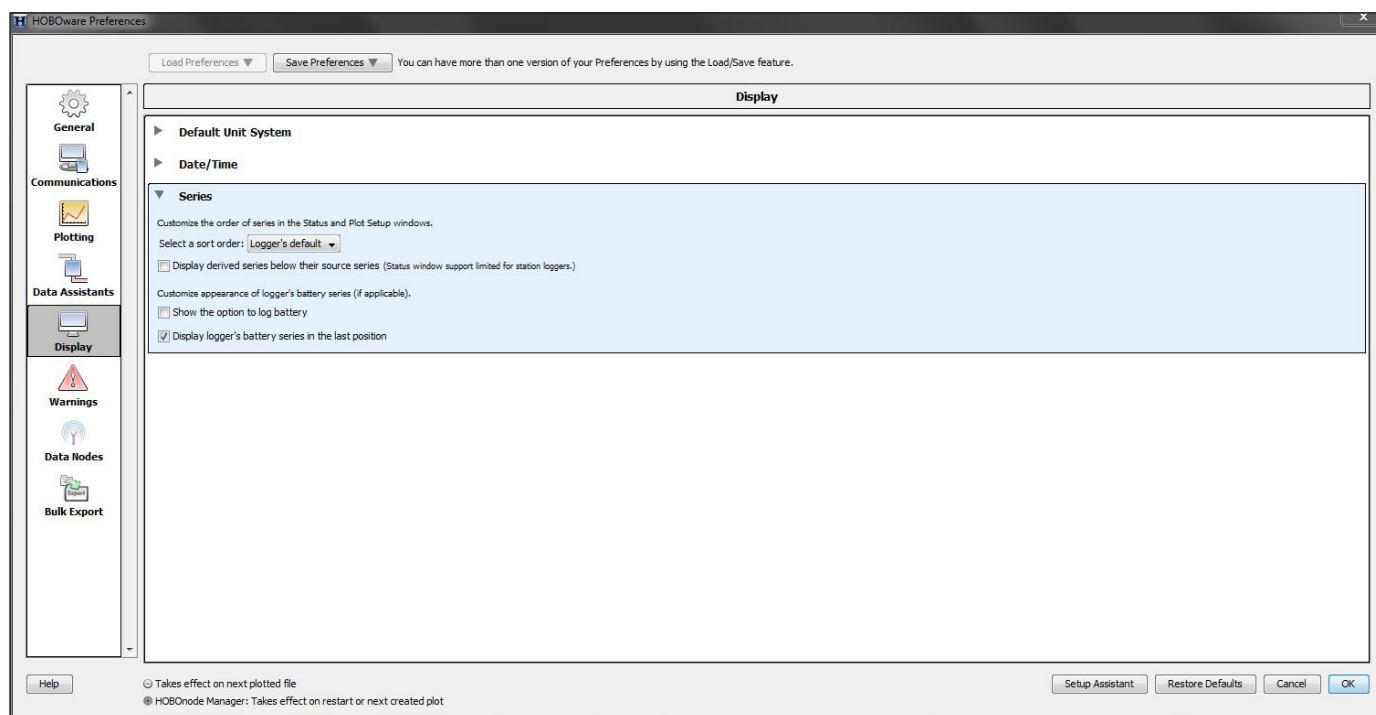 HOBOware Preferences
Load Preferences ▼ Save Preferences ▼ You can have more than one version of your Preferences by using the Load/Save feature.
General
Communications
Plotting
Data Assistants
Display
Warnings
Data Nodes
Export
Bulk Export
Display
Default Unit System
Date/Time
Series
Customize the order of series in the Status and Plot Setup windows.
Select a sort order: Logger's default
Display derived series below their source series (Status window support limited for station loggers.)
Customize appearance of logger's battery series (if applicable).
Show the option to log battery
Display logger's battery series in the last position
Help
Takes effect on next plotted file
HOBOnode Manager: Takes effect on restart or next created plot
Setup Assistant Restore Defaults Cancel OK